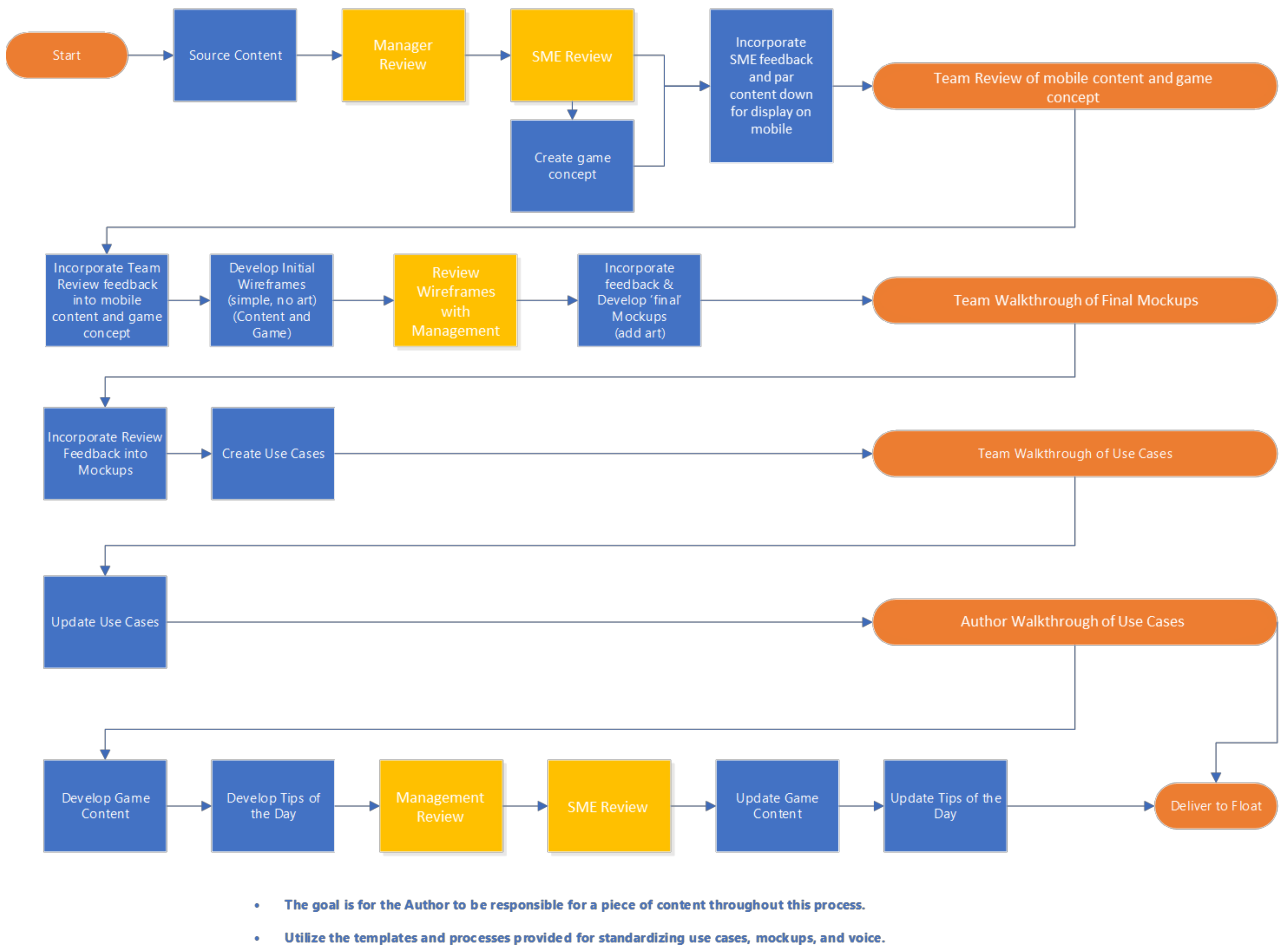 Start
Source Content
Manager
Review
SME Review
Create game
concept
Incorporate
SME feedback
and par
content down
for display on
mobile
Team Review of mobile content and game
concept
Incorporate Team
Review feedback
into mobile
content and game
concept
Develop Initial
Wireframes
(simple, no art)
(Content and
Game)
Review
Wireframes
with
Management
Incorporate
feedback &
Develop ‘final’
Mockups
(add art)
Team Walkthrough of Final Mockups
Incorporate Review
Feedback into
Mockups
Create Use Cases
Team Walkthrough of Use Cases
Update Use Cases
Author Walkthrough of Use Cases
Develop Game
Content
Develop Tips of
the Day
Management
Review
SME Review
Update Game
Content
Update Tips of the
Day
Deliver to Float
• The goal is for the Author to be responsible for a piece of content throughout this process.
• Utilize the templates and processes provided for standardizing use cases, mockups, and voice.